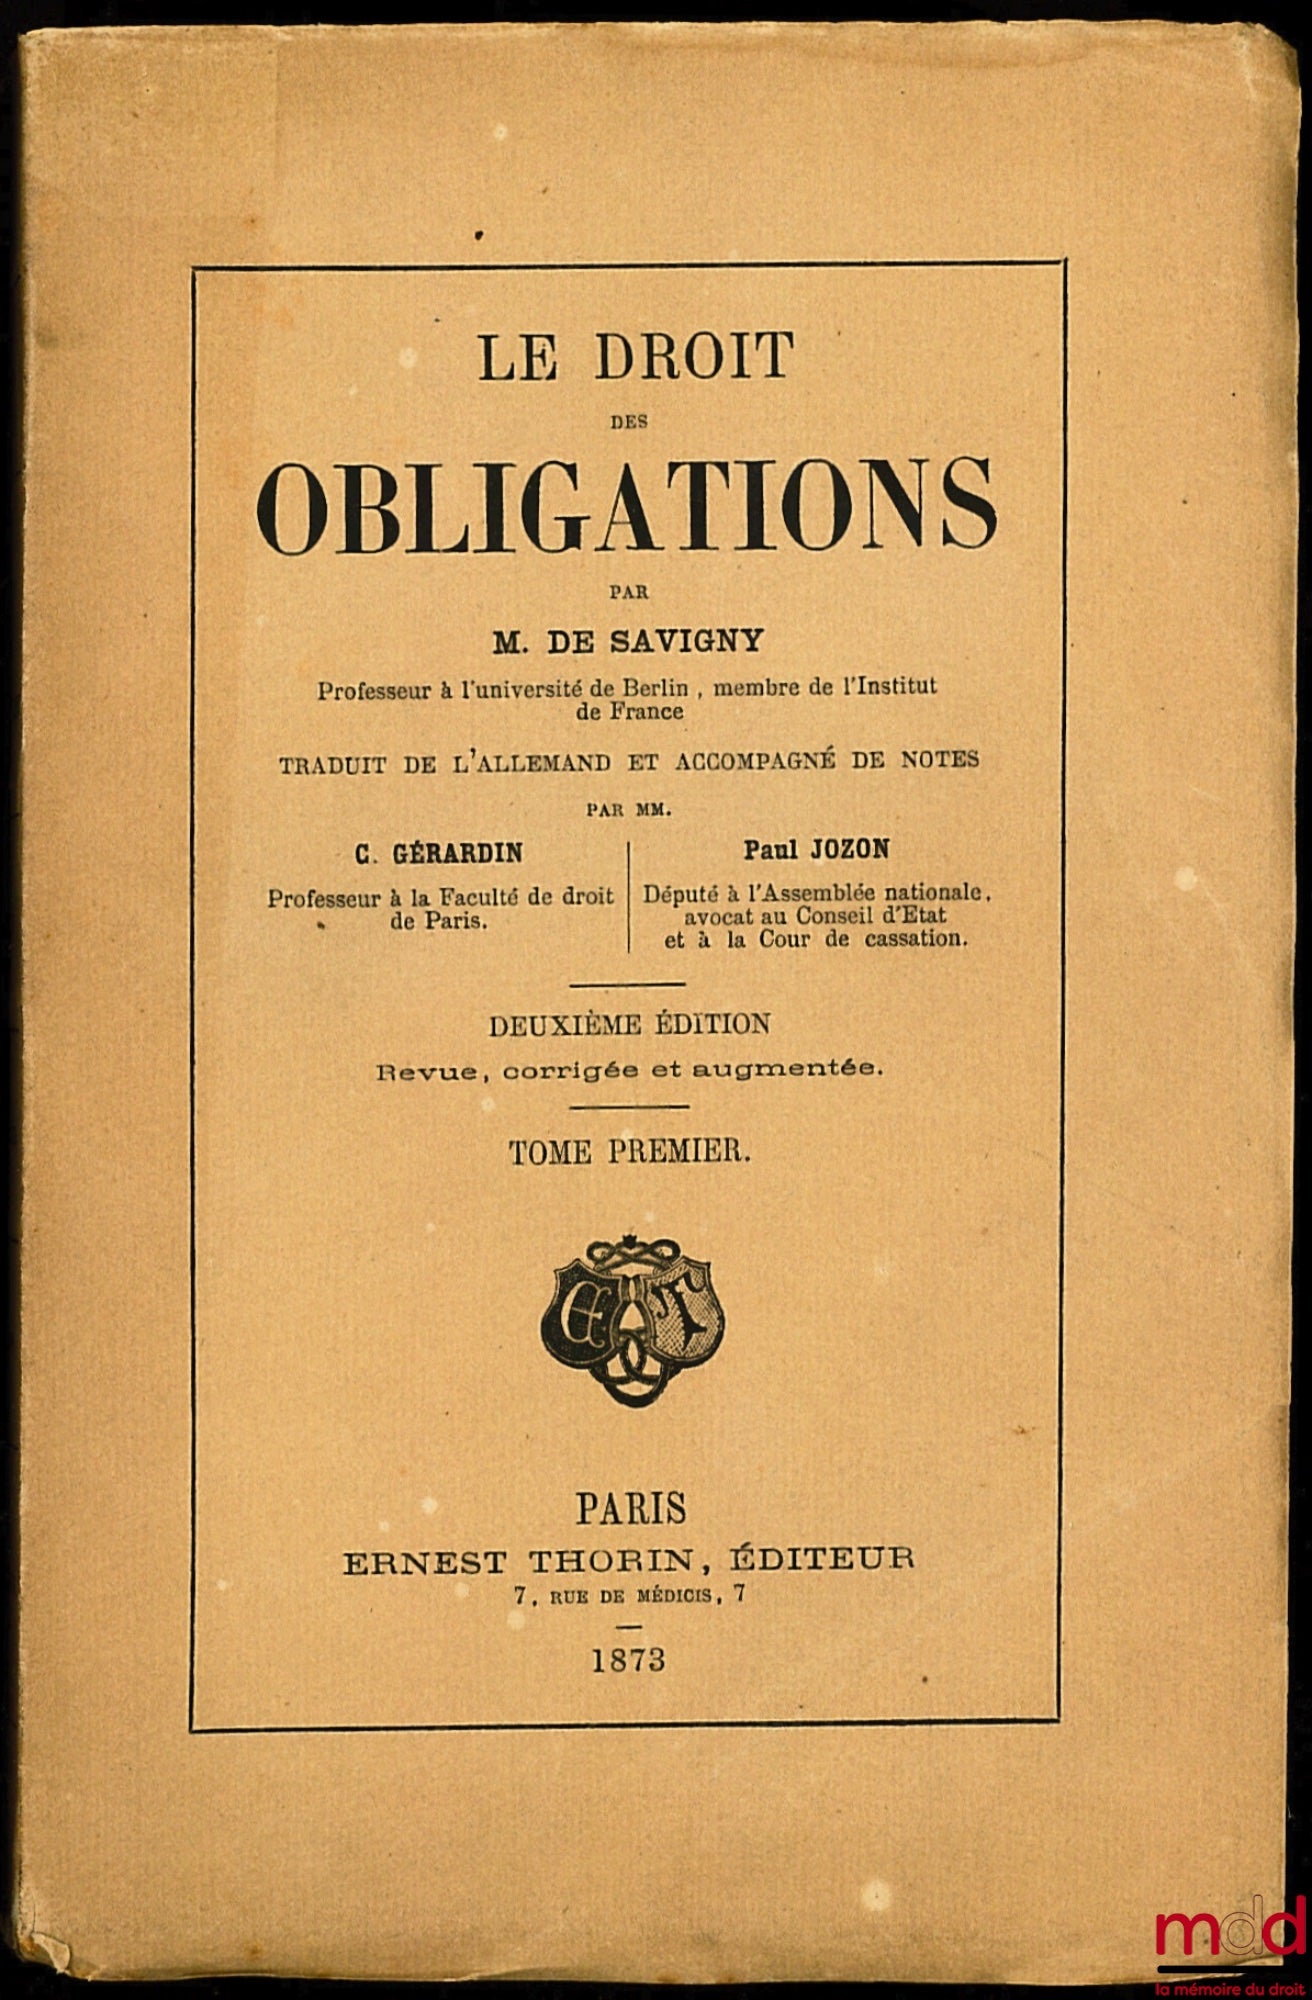 LE DROIT
DES
OBLIGATIONS
PAR
M. DE SAVIGNY
Professeur à l'université de Berlin, membre de l'Institut
de France
TRADUIT DE L'ALLEMAND ET ACCOMPAGNÉ DE NOTES
PAR MM.
C. GÉRARDIN
Professeur à la Faculté de droit
de Paris.
Paul JOZON
Député à l'Assemblée nationale,
avocat au Conseil d'Etat
et à la Cour de cassation.
DEUXIÈME ÉDITION
Revue, corrigée et augmentée.
TOME PREMIER.
E T
PARIS
ERNEST THORIN, ÉDITEUR
7, RUE DE MÉDICIS, 7
1873
mdd
la mémoire du droit